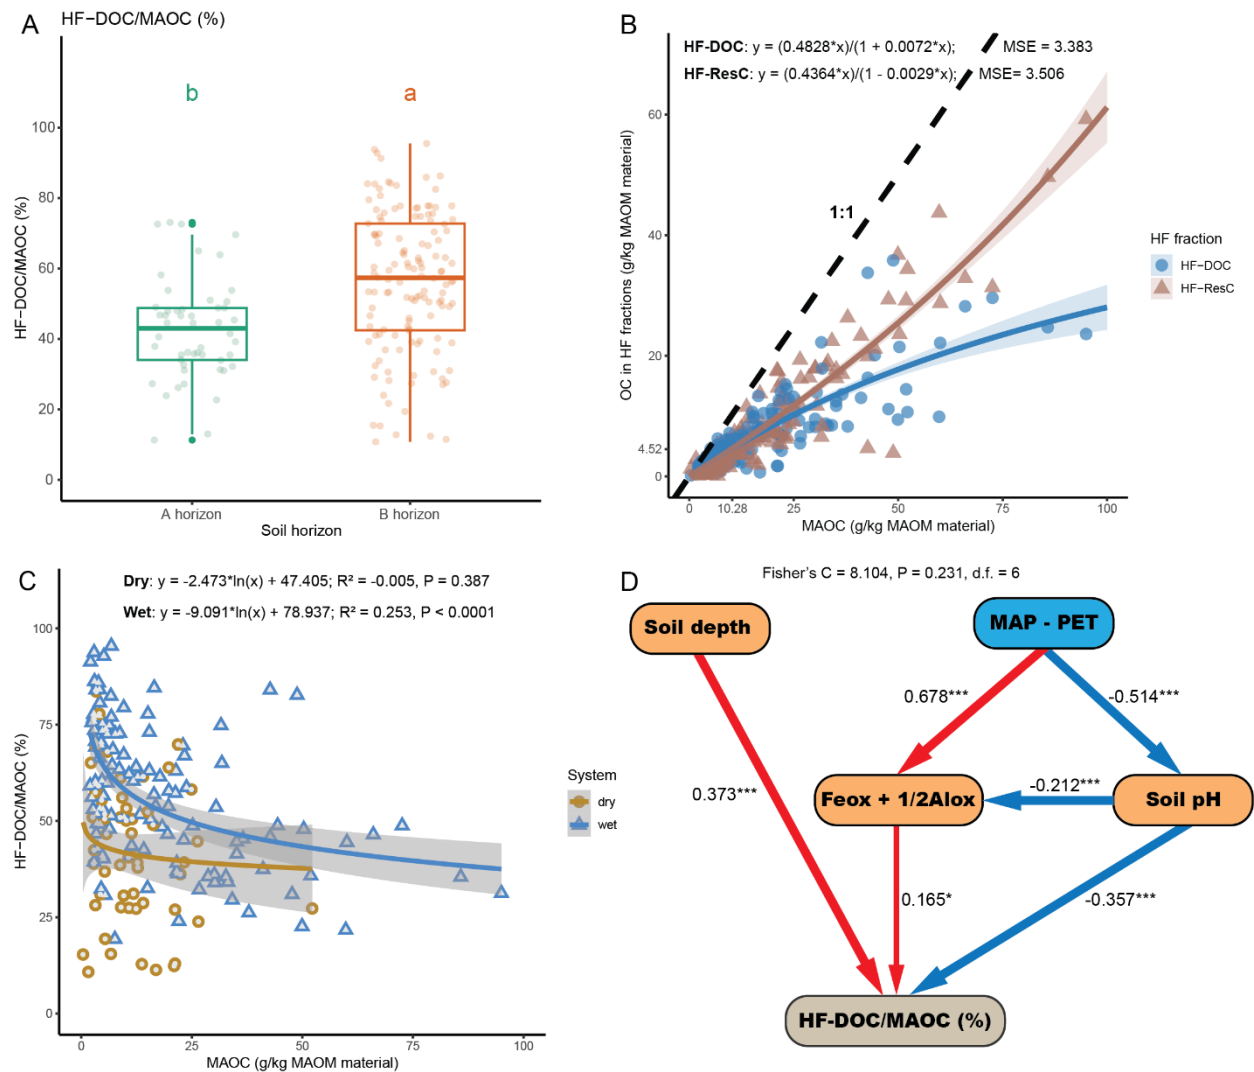 A
HF−DOC/MAOC (%)
b
a
100
80
60
40
20
0
HF−DOC/MAOC (%)
A horizon
B horizon
Soil horizon
B
HF-DOC: y = (0.4828*x)/(1 + 0.0072*x); MSE = 3.383
HF-ResC: y = (0.4364*x)/(1 - 0.0029*x); MSE= 3.506
1:1
60
40
20
4.52
0
OC in HF fractions (g/kg MAOM material)
0
10.28
25
50
75
100
MAOC (g/kg MAOM material)
HF fraction
HF−DOC
HF−ResC
C
Dry: y = -2.473*ln(x) + 47.405; R² = -0.005, P = 0.387
Wet: y = -9.091*ln(x) + 78.937; R² = 0.253, P < 0.0001
100
75
50
25
0
HF−DOC/MAOC (%)
0
25
50
75
100
MAOC (g/kg MAOM material)
System
dry
wet
D
Fisher's C = 8.104, P = 0.231, d.f. = 6
Soil depth
MAP - PET
0.678***
-0.514***
0.373***
Feox + 1/2Alox
-0.212***
Soil pH
0.165*
-0.357***
HF-DOC/MAOC (%)